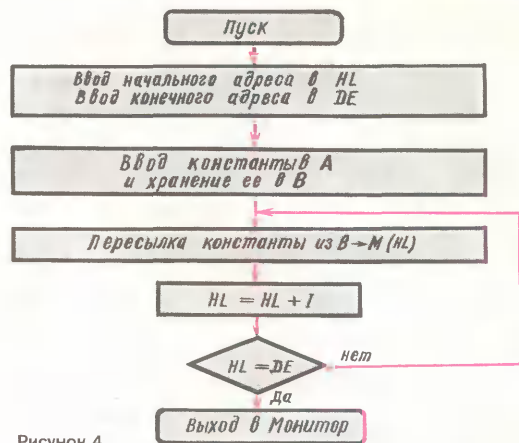 Пуск
Ввод начального адреса в HL
Ввод конечного адреса в DE
Ввод константы в A
и хранение ее в B
Пересылка константы из B→M (HL)
HL = HL + I
HL = DE
нет
Да
Выход в Монитор
Рисунок 4